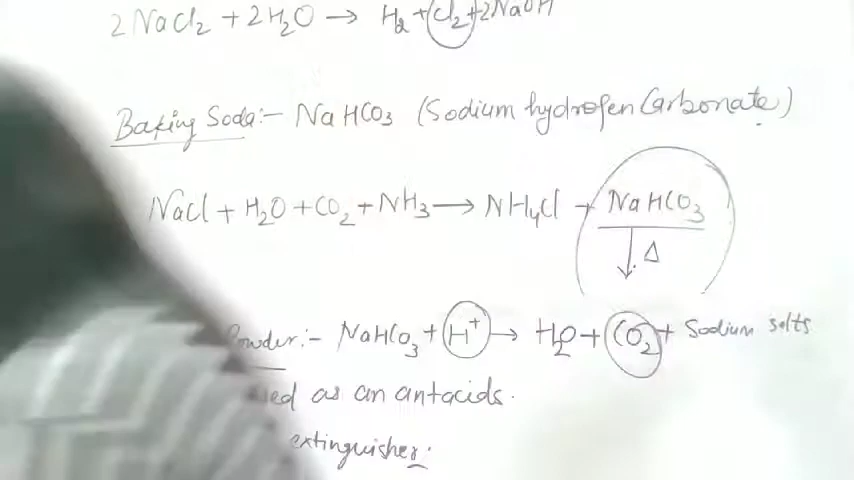 2NaCl₂ + 2H₂O → H₂ + Cl₂ + 2NaOH
Baking Soda:- NaHCO₃ (Sodium hydrogen Carbonate)
NaCl + H₂O + CO₂ + NH₃ → NH₄Cl + NaHCO₃
↓ Δ
Powder:- NaHCO₃ + H⁺ → H₂O + CO₂ + Sodium salts
as an antacids.
extinguisher.